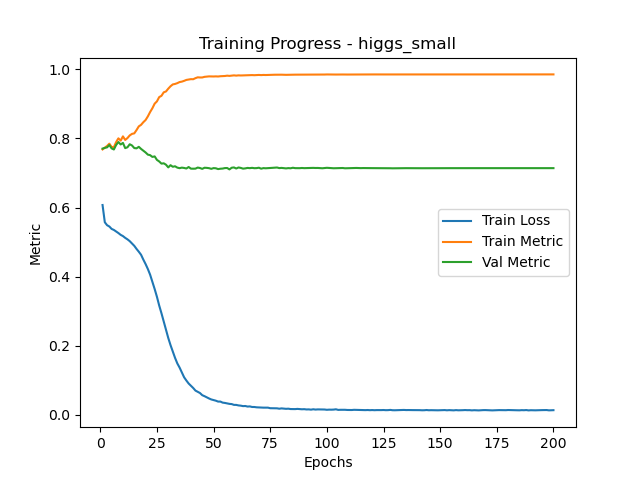 Training Progress - higgs_small
Metric
1.0
0.8
0.6
0.4
0.2
0.0
Train Loss
Train Metric
Val Metric
0 25 50 75 100 125 150 175 200
Epochs